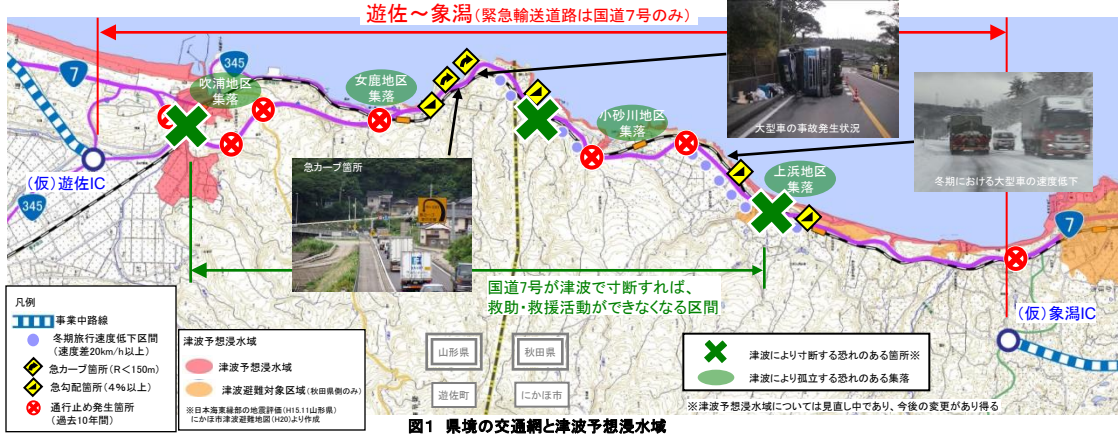 遊佐～象潟(緊急輸送道路は国道7号のみ)
7
345
吹浦地区
集落
女鹿地区
集落
小砂川地区
集落
上浜地区
集落
大型車の事故発生状況
冬期における大型車の速度低下
急カーブ箇所
(仮)遊佐IC
345
7
(仮)象潟IC
国道7号が津波で寸断すれば、
救助・救援活動ができなくなる区間
凡例
事業中路線
冬期旅行速度低下区間
(速度差20km/h以上)
急カーブ箇所(R<150m)
急勾配箇所(4%以上)
通行止め発生箇所
(過去10年間)
津波予想浸水域
津波予想浸水域
津波避難対象区域(秋田県側のみ)
※日本海東縁部の地震評価(H15.11山形県)
にかほ市津波避難地図(H20)より作成
山形県
秋田県
遊佐町
にかほ市
津波により寸断する恐れのある箇所※
津波により孤立する恐れのある集落
※津波予想浸水域については見直し中であり、今後の変更があり得る
図1 県境の交通網と津波予想浸水域